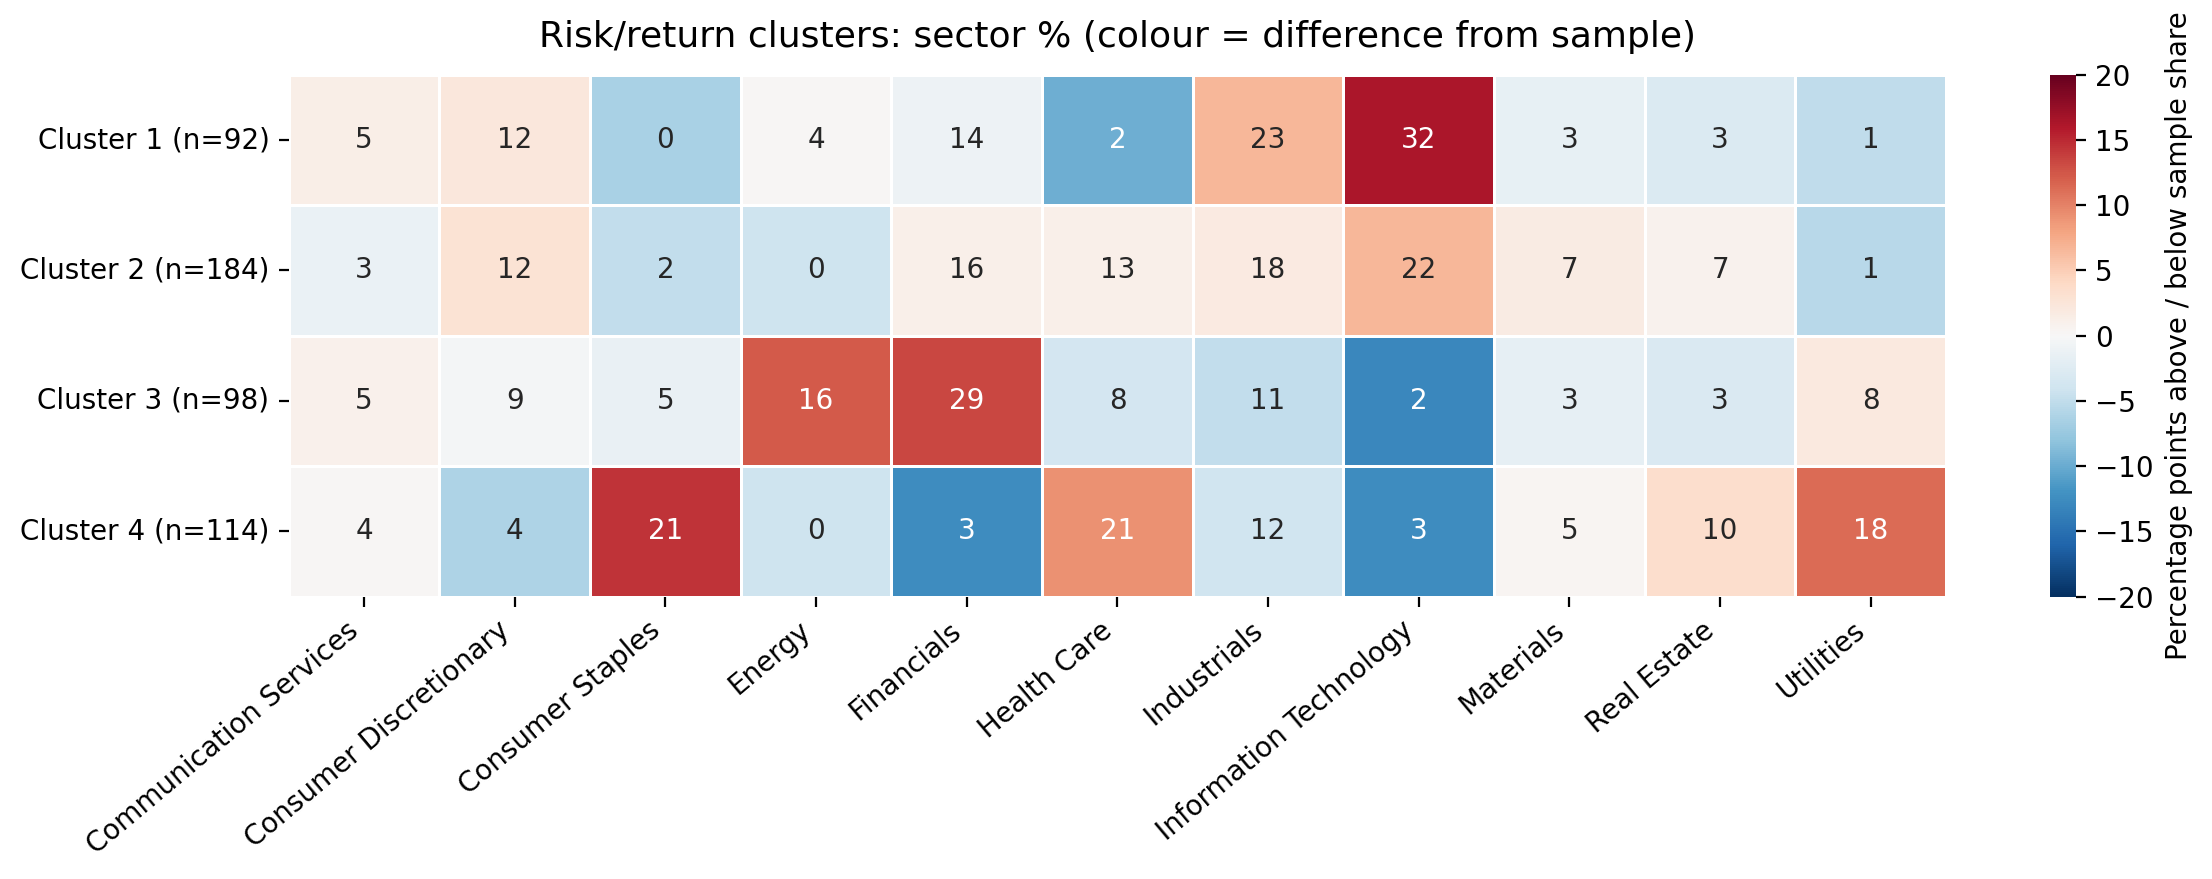 Risk/return clusters: sector % (colour = difference from sample)
Cluster 1 (n=92) 5 12 0 4 14 2 23 32 3 3 1
Cluster 2 (n=184) 3 12 2 0 16 13 18 22 7 7 1
Cluster 3 (n=98) 5 9 5 16 29 8 11 2 3 3 8
Cluster 4 (n=114) 4 4 21 0 3 21 12 3 5 10 18
Communication Services
Consumer Discretionary
Consumer Staples
Energy
Financials
Health Care
Industrials
Information Technology
Materials
Real Estate
Utilities
20
15
10
5
0
−5
−10
−15
−20
Percentage points above / below sample share